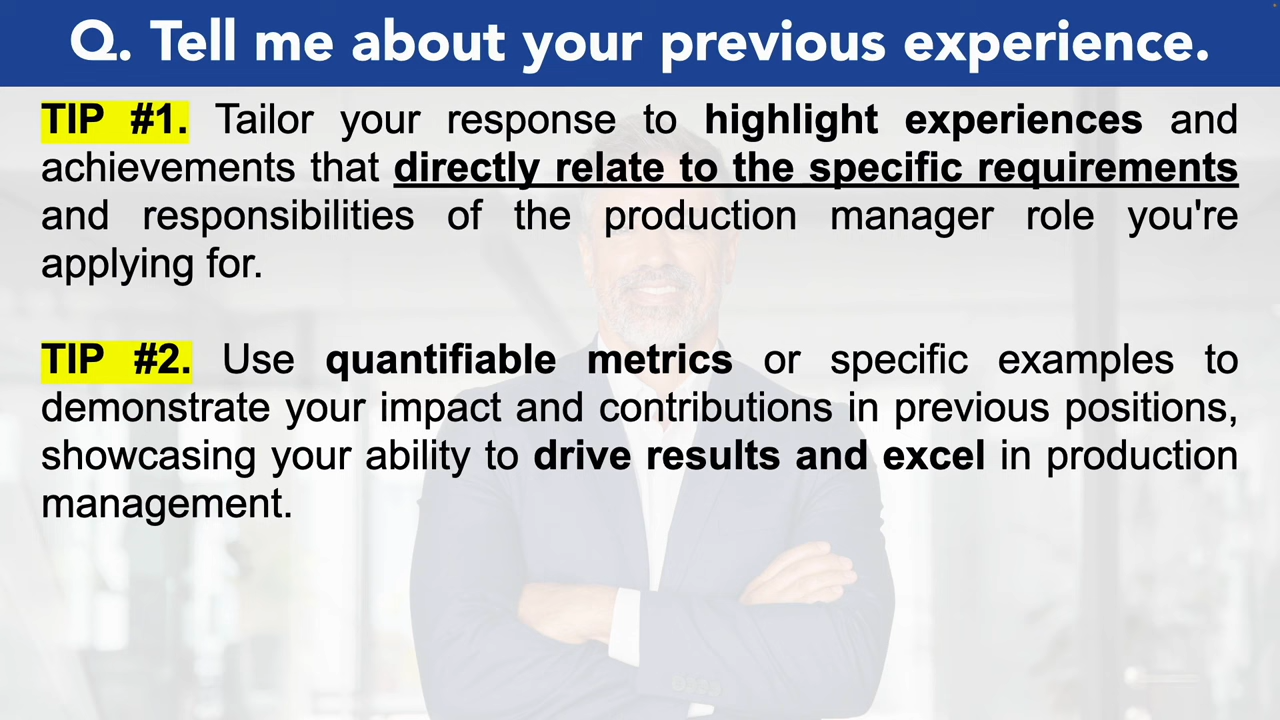 Q. Tell me about your previous experience.
TIP #1. Tailor your response to highlight experiences and
achievements that directly relate to the specific requirements
and responsibilities of the production manager role you're
applying for.
TIP #2. Use quantifiable metrics or specific examples to
demonstrate your impact and contributions in previous positions,
showcasing your ability to drive results and excel in production
management.